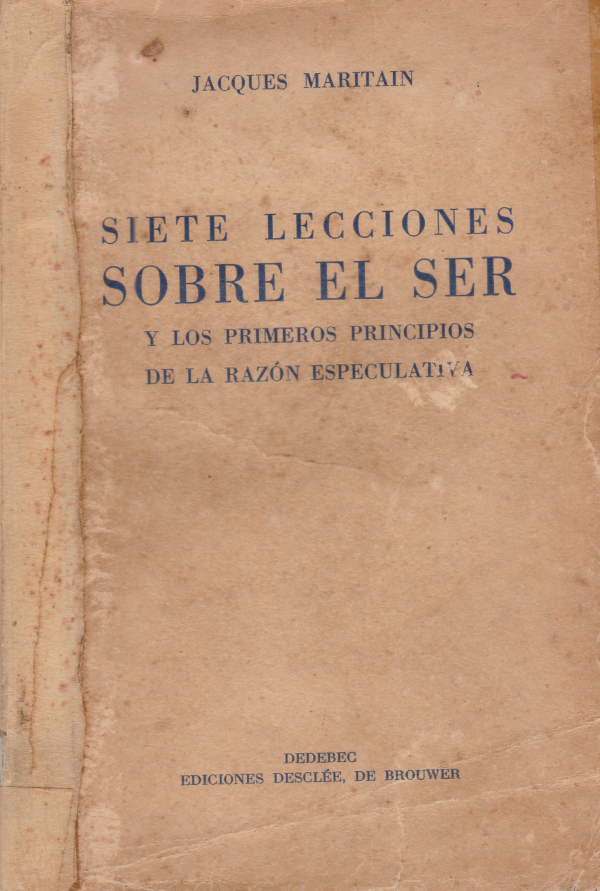 JACQUES MARITAIN
SIETE LECCIONES
SOBRE EL SER
Y LOS PRIMEROS PRINCIPIOS
DE LA RAZÓN ESPECULATIVA
DEDEBEC
EDICIONES DESCLÉE, DE BROUWER